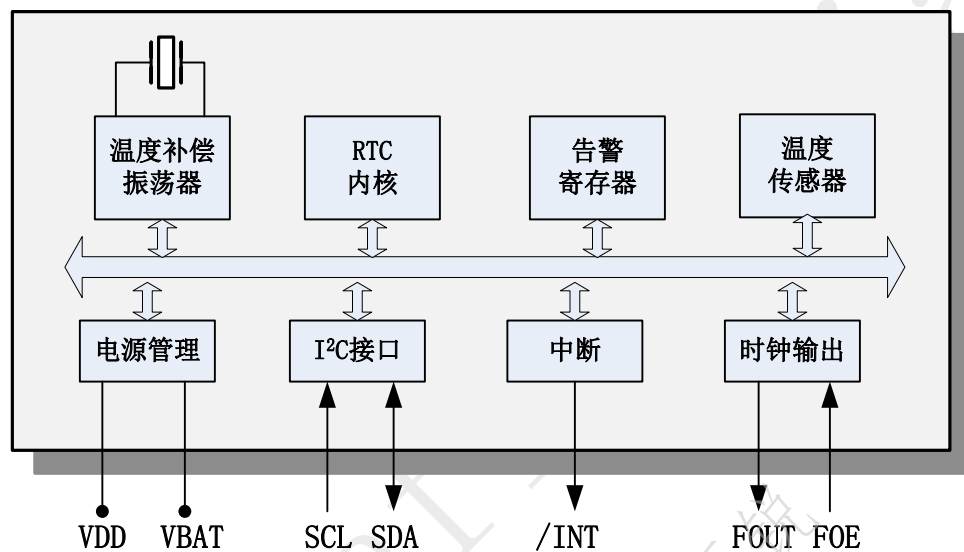 温度补偿
振荡器
RTC
内核
告警
寄存器
温度
传感器
电源管理
I²C接口
中断
时钟输出
VDD VBAT SCL SDA /INT FOUT FOE